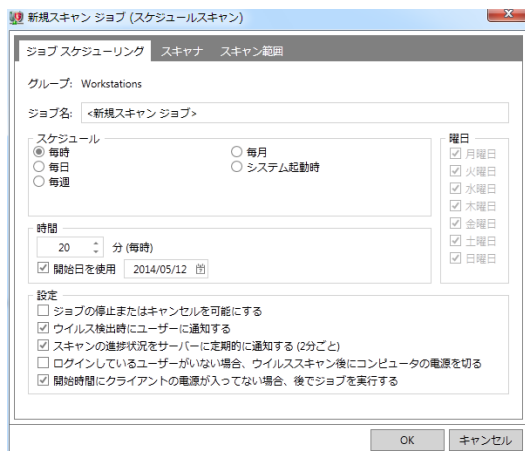 新規スキャン ジョブ (スケジュールスキャン)
ジョブ スケジューリング スキャナ スキャン範囲
グループ: Workstations
ジョブ名: <新規スキャン ジョブ>
スケジュール
毎時
毎月
毎日
システム起動時
毎週
曜日
月曜日
火曜日
水曜日
木曜日
金曜日
土曜日
日曜日
時間
20 分 (毎時)
開始日を使用 2014/05/12
設定
ジョブの停止またはキャンセルを可能にする
ウイルス検出時にユーザーに通知する
スキャンの進捗状況をサーバーに定期的に通知する (2分ごと)
ログインしているユーザーがいない場合、ウイルススキャン後にコンピュータの電源を切る
開始時間にクライアントの電源が入ってない場合、後でジョブを実行する
OK キャンセル